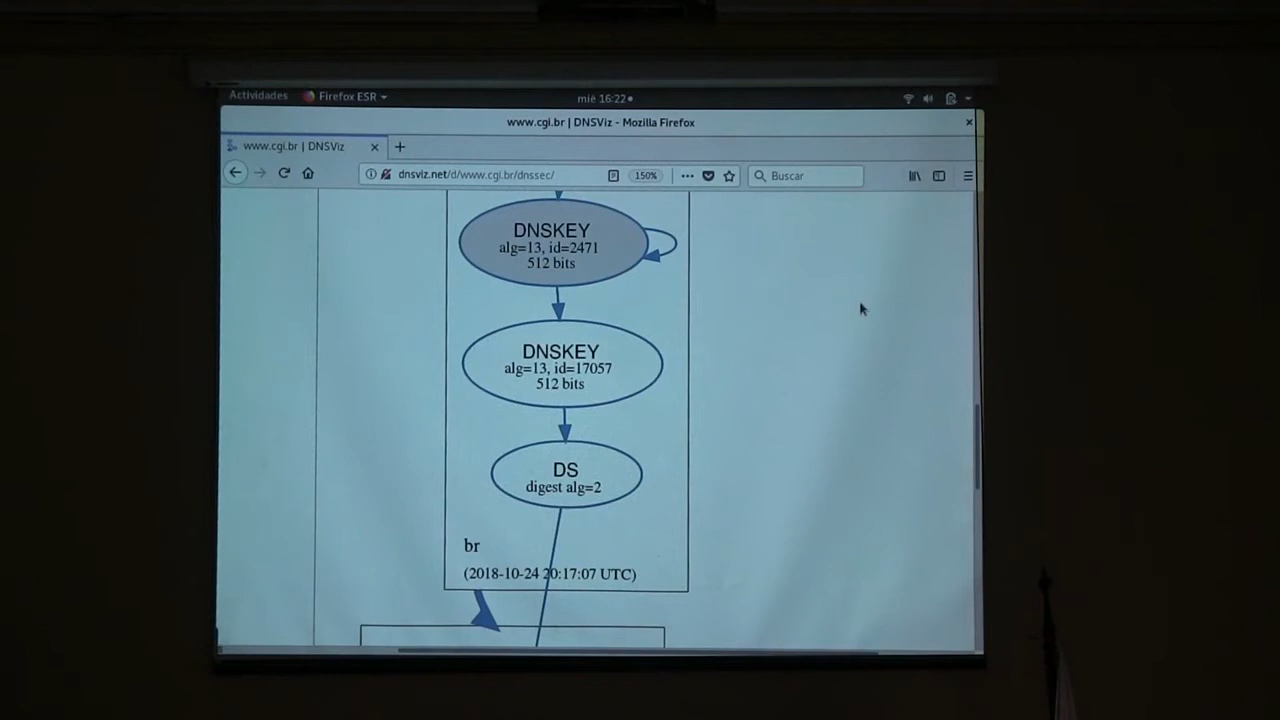 Actividades
Firefox ESR
mié 16:22
www.cgi.br | DNSViz - Mozilla Firefox
www.cgi.br | DNSViz
dnsviz.net/d/www.cgi.br/dnssec/
150%
Buscar
DNSKEY
alg=13, id=2471
512 bits
DNSKEY
alg=13, id=17057
512 bits
DS
digest alg=2
br
(2018-10-24 20:17:07 UTC)